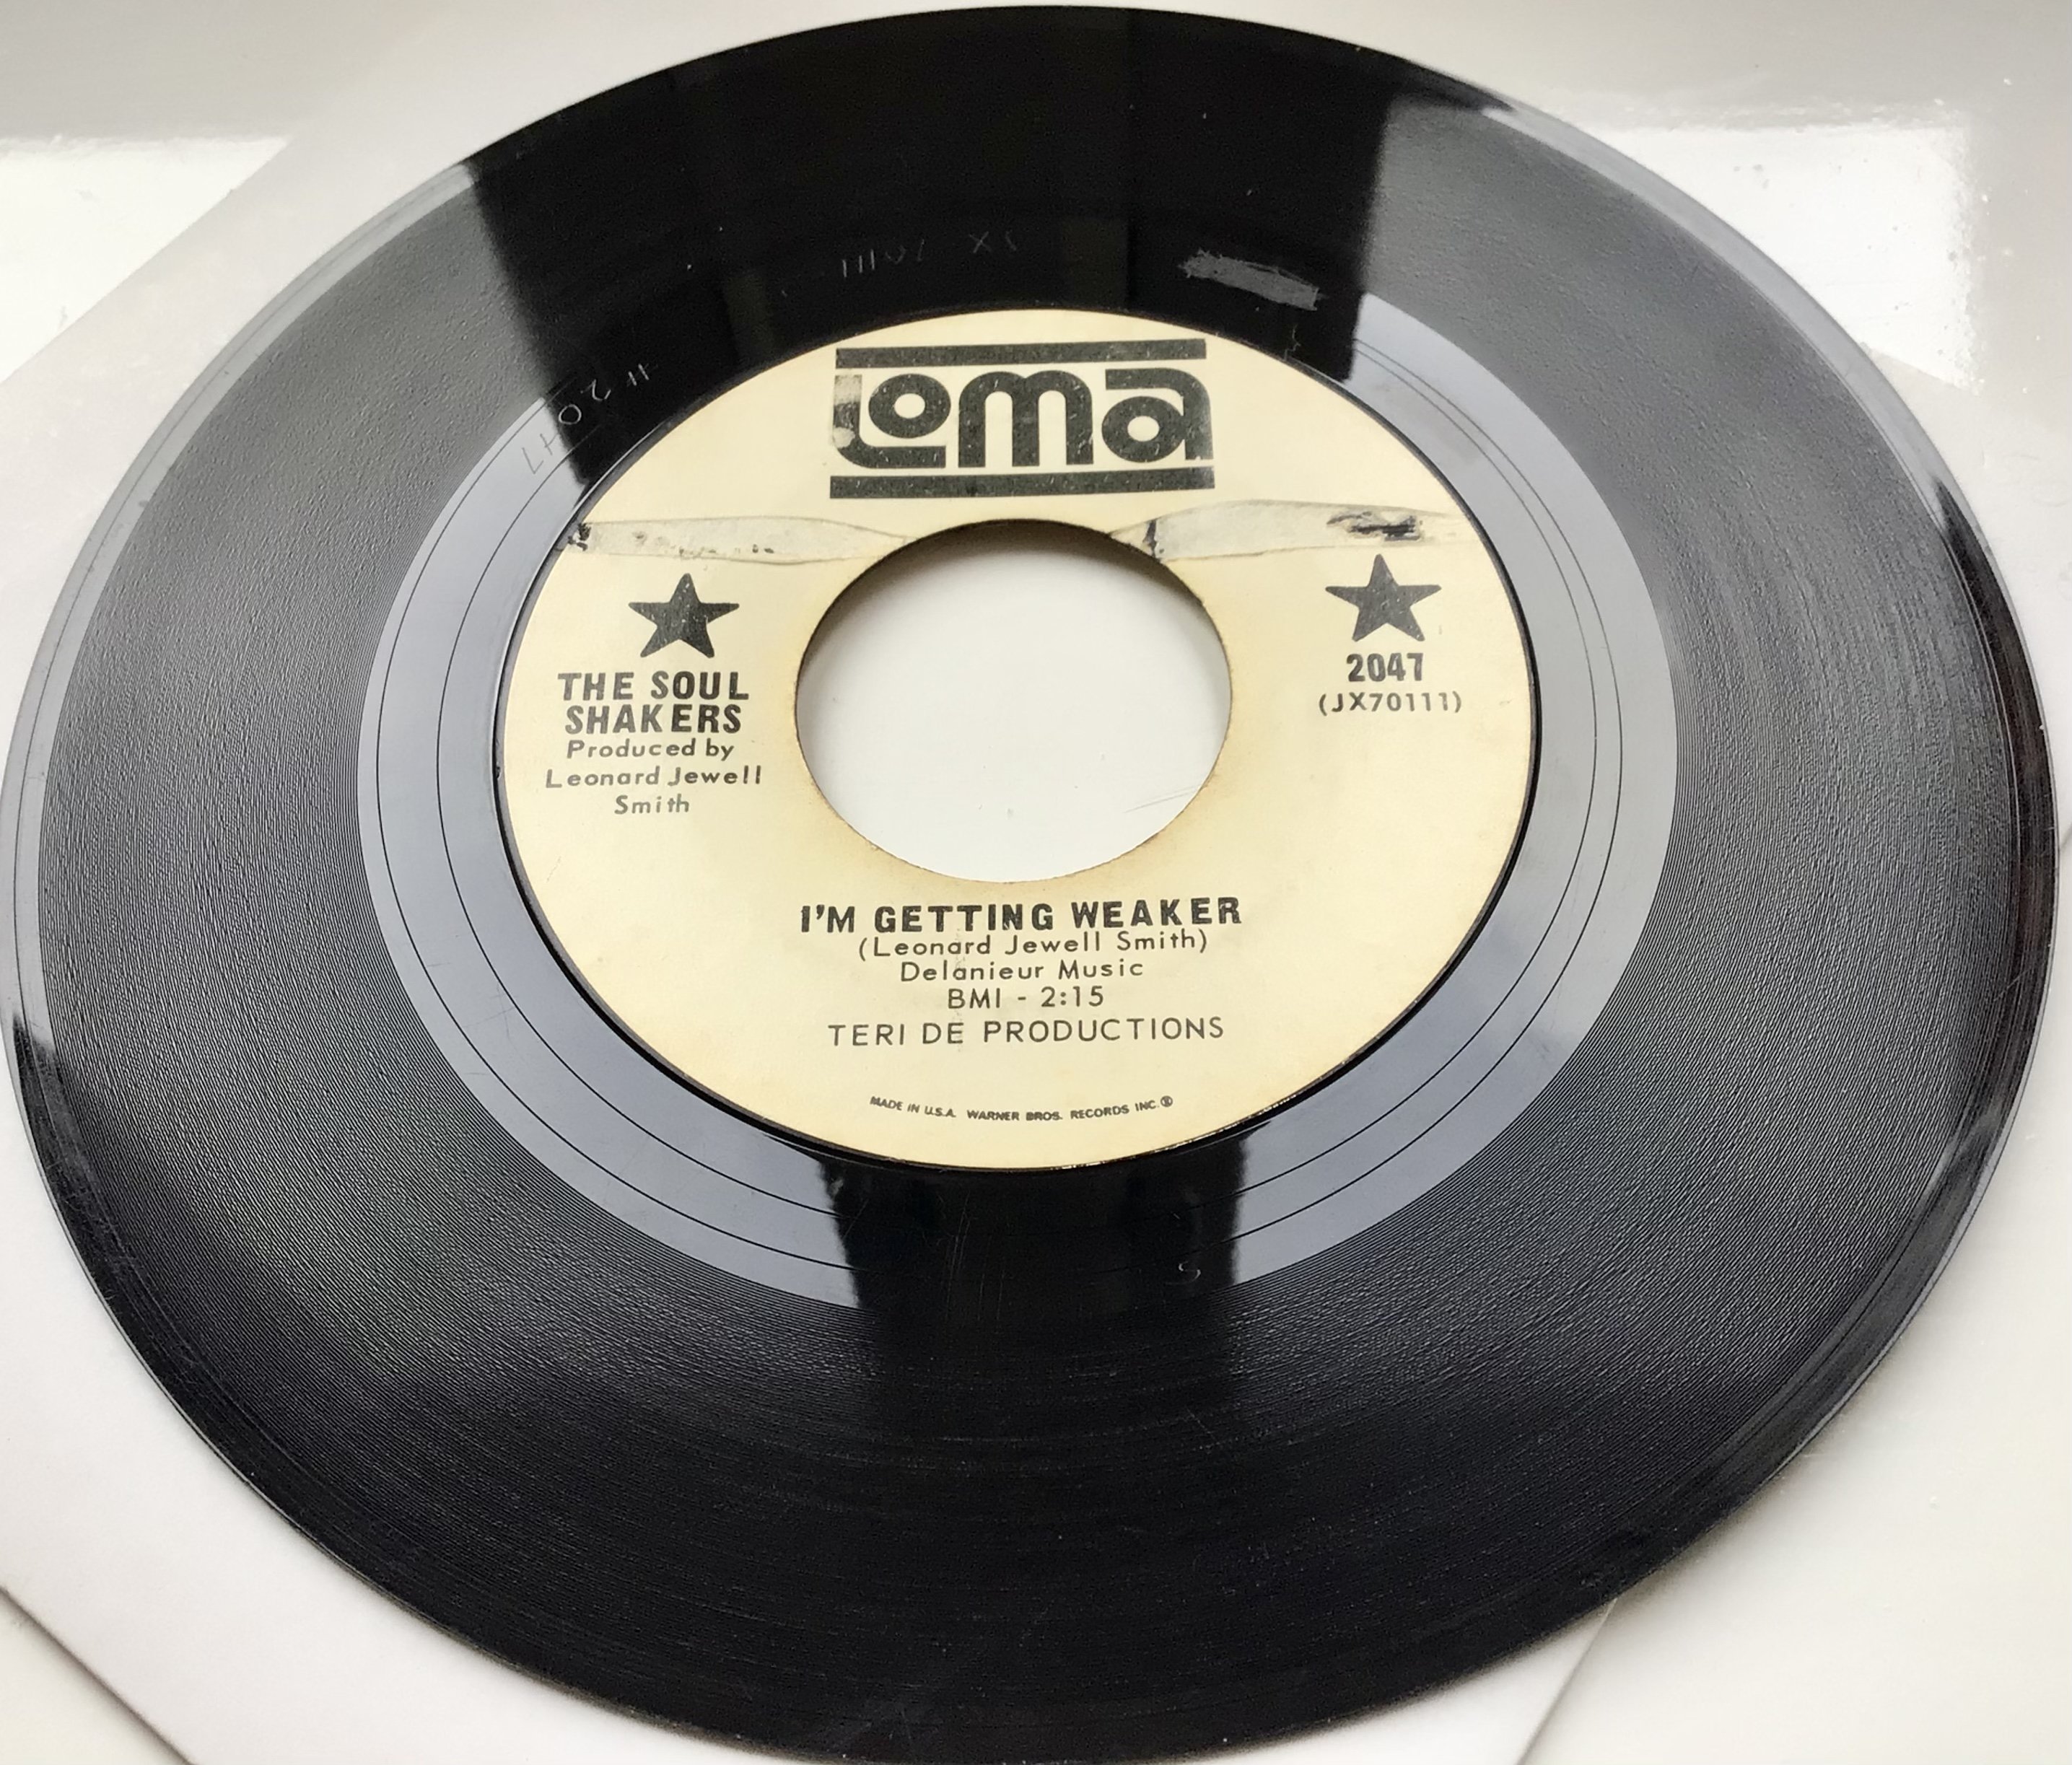 Loma
THE SOUL
SHAKERS
Produced by
Leonard Jewell
Smith
2047
(JX70111)
I'M GETTING WEAKER
(Leonard Jewell Smith)
Delanieur Music
BMI - 2:15
TERI DE PRODUCTIONS
MADE IN U.S.A. WARNER BROS. RECORDS INC.®
# 2047
S